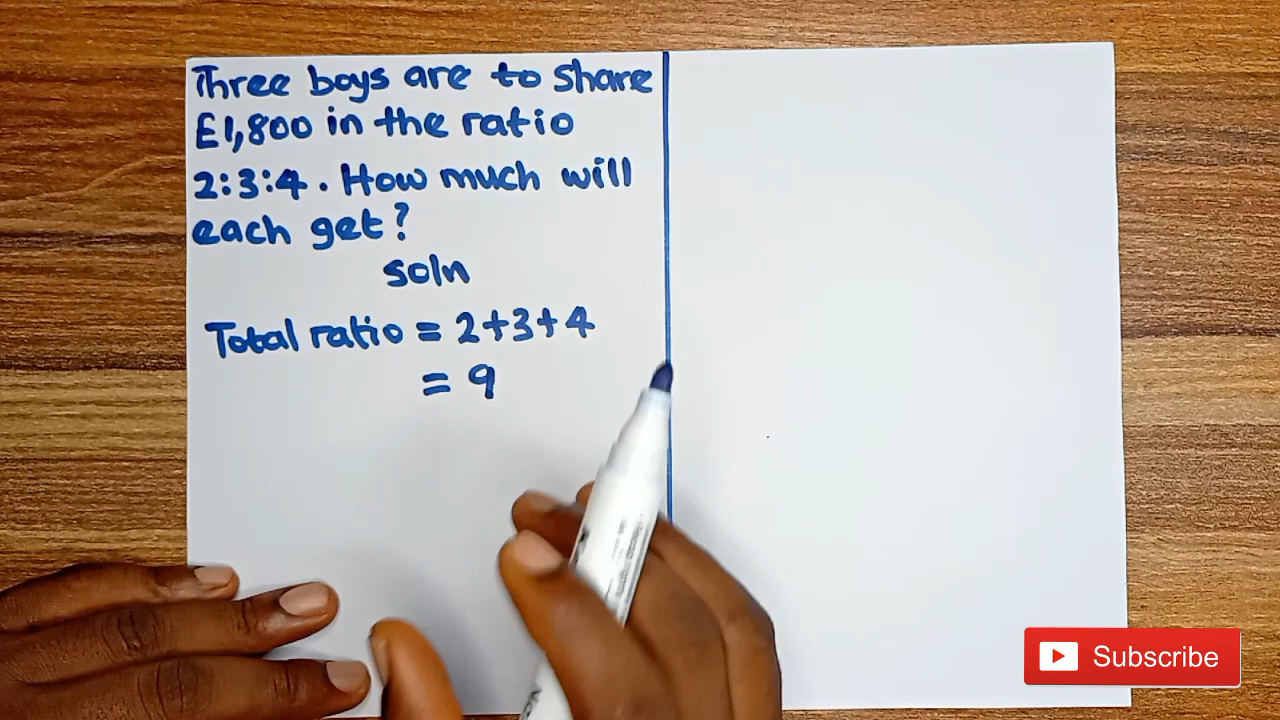 Three boys are to share
£1,800 in the ratio
2:3:4. How much will
each get?
soln
Total ratio = 2+3+4
= 9
Subscribe